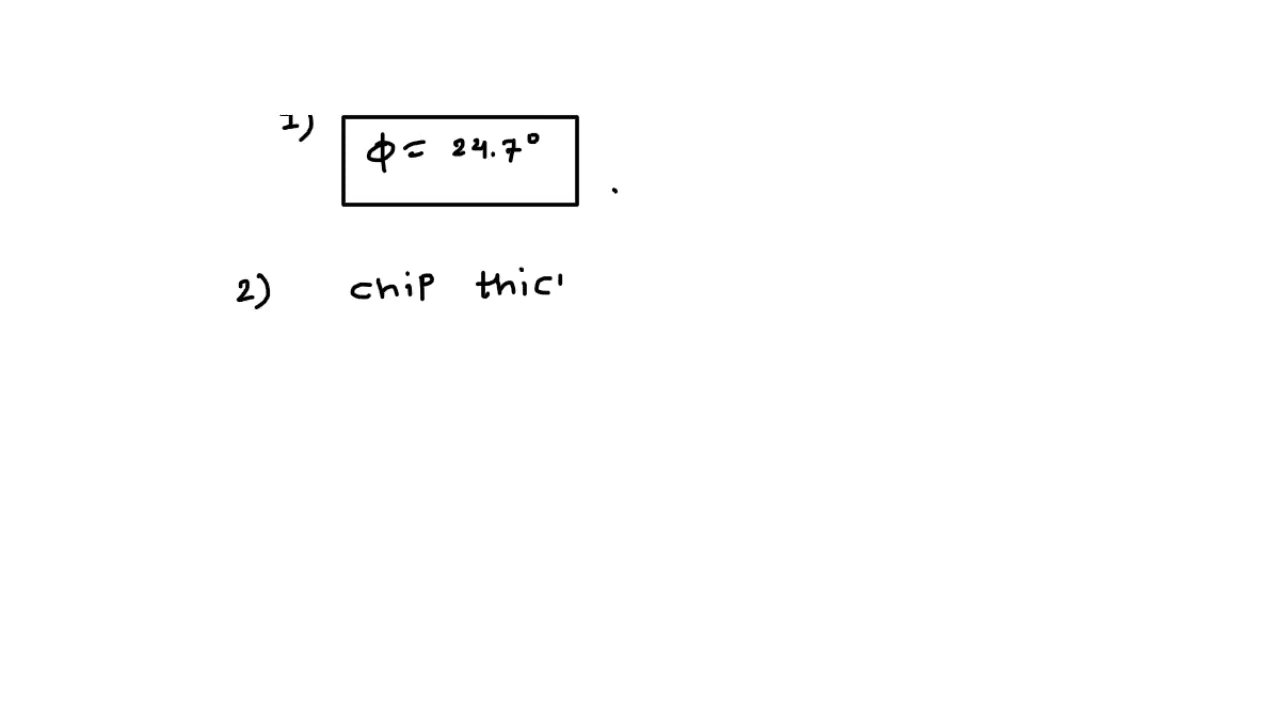 1) ϕ = 24.7°
2) chip thic